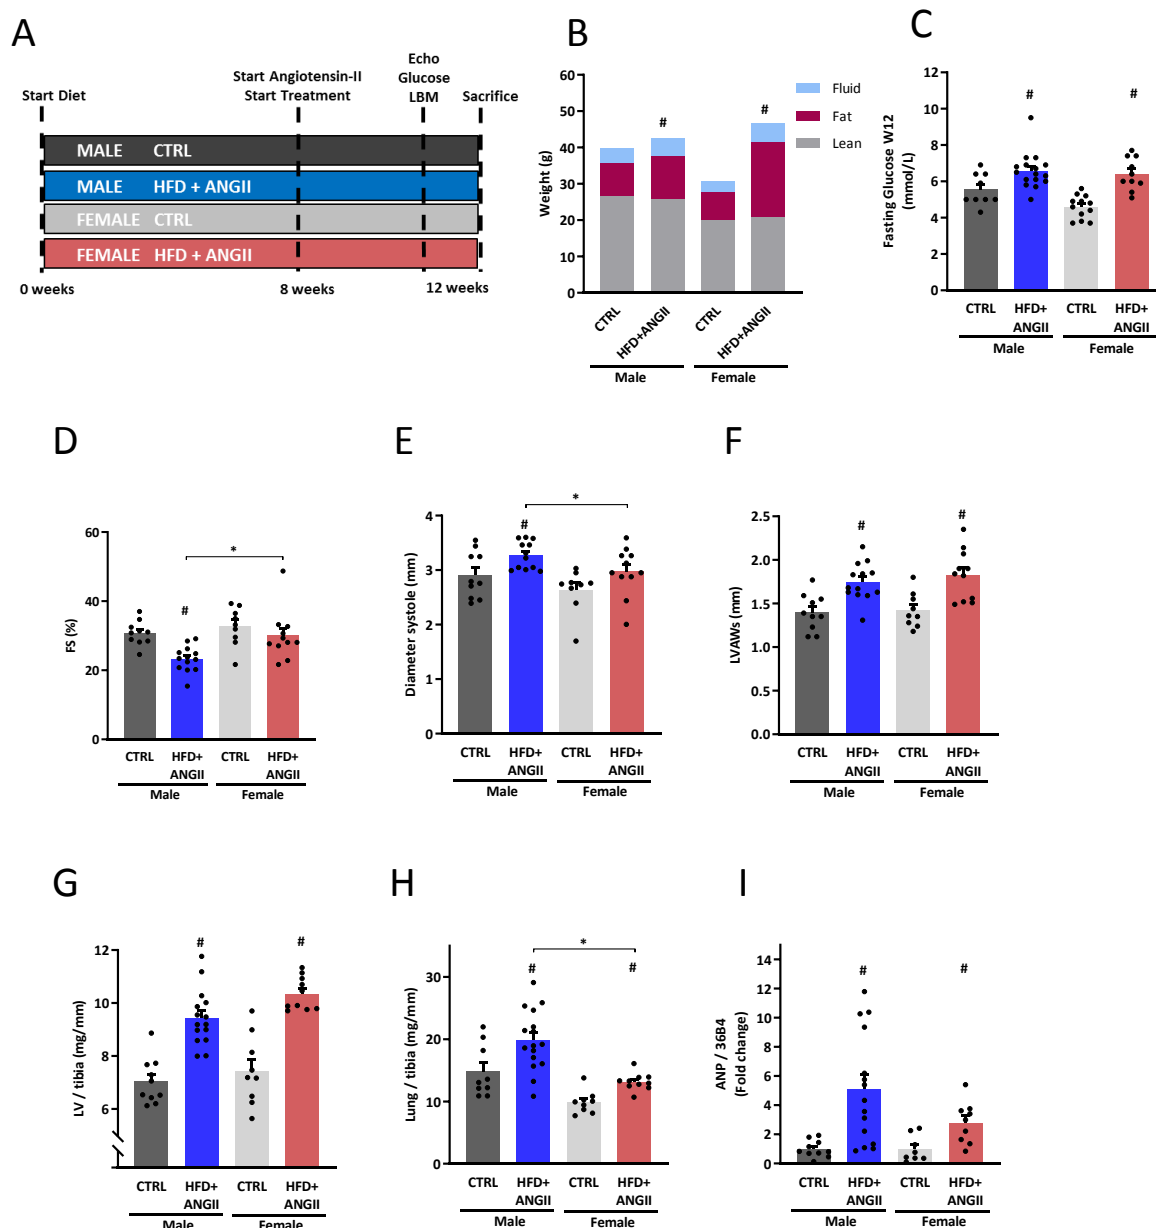 A
Start Diet
Start Angiotensin-II
Start Treatment
Echo
Glucose
LBM
Sacrifice
MALE CTRL
MALE HFD + ANGII
FEMALE CTRL
FEMALE HFD + ANGII
0 weeks
8 weeks
12 weeks
B
Weight (g)
60
50
40
30
20
10
0
#
#
Fluid
Fat
Lean
CTRL
HFD+ANGII
CTRL
HFD+ANGII
Male
Female
C
Fasting Glucose W12
(mmol/L)
12
10
8
6
4
2
0
#
#
CTRL
HFD+
ANGII
CTRL
HFD+
ANGII
Male
Female
D
FS (%)
60
40
20
0
*
#
CTRL
HFD+
ANGII
CTRL
HFD+
ANGII
Male
Female
E
Diameter systole (mm)
4
3
2
1
0
*
#
CTRL
HFD+
ANGII
CTRL
HFD+
ANGII
Male
Female
F
LVAWs (mm)
2.5
2.0
1.5
1.0
0.5
0.0
#
#
CTRL
HFD+
ANGII
CTRL
HFD+
ANGII
Male
Female
G
LV / tibia (mg/mm)
12
10
8
6
#
#
CTRL
HFD+
ANGII
CTRL
HFD+
ANGII
Male
Female
H
Lung / tibia (mg/mm)
30
20
10
0
*
#
#
CTRL
HFD+
ANGII
CTRL
HFD+
ANGII
Male
Female
I
ANP / 36B4
(Fold change)
14
12
10
8
6
4
2
0
#
#
CTRL
HFD+
ANGII
CTRL
HFD+
ANGII
Male
Female